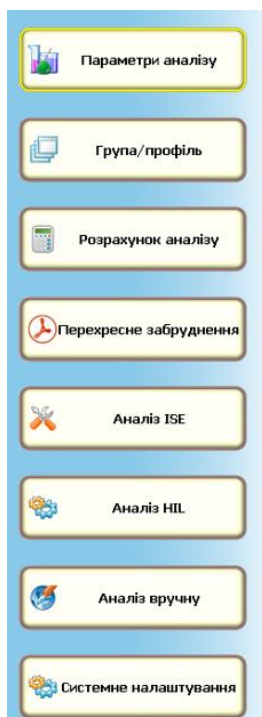 Параметри аналізу
Група/профіль
Розрахунок аналізу
Перехресне забруднення
Аналіз ISE
Аналіз HIL
Аналіз вручну
Системне налаштування